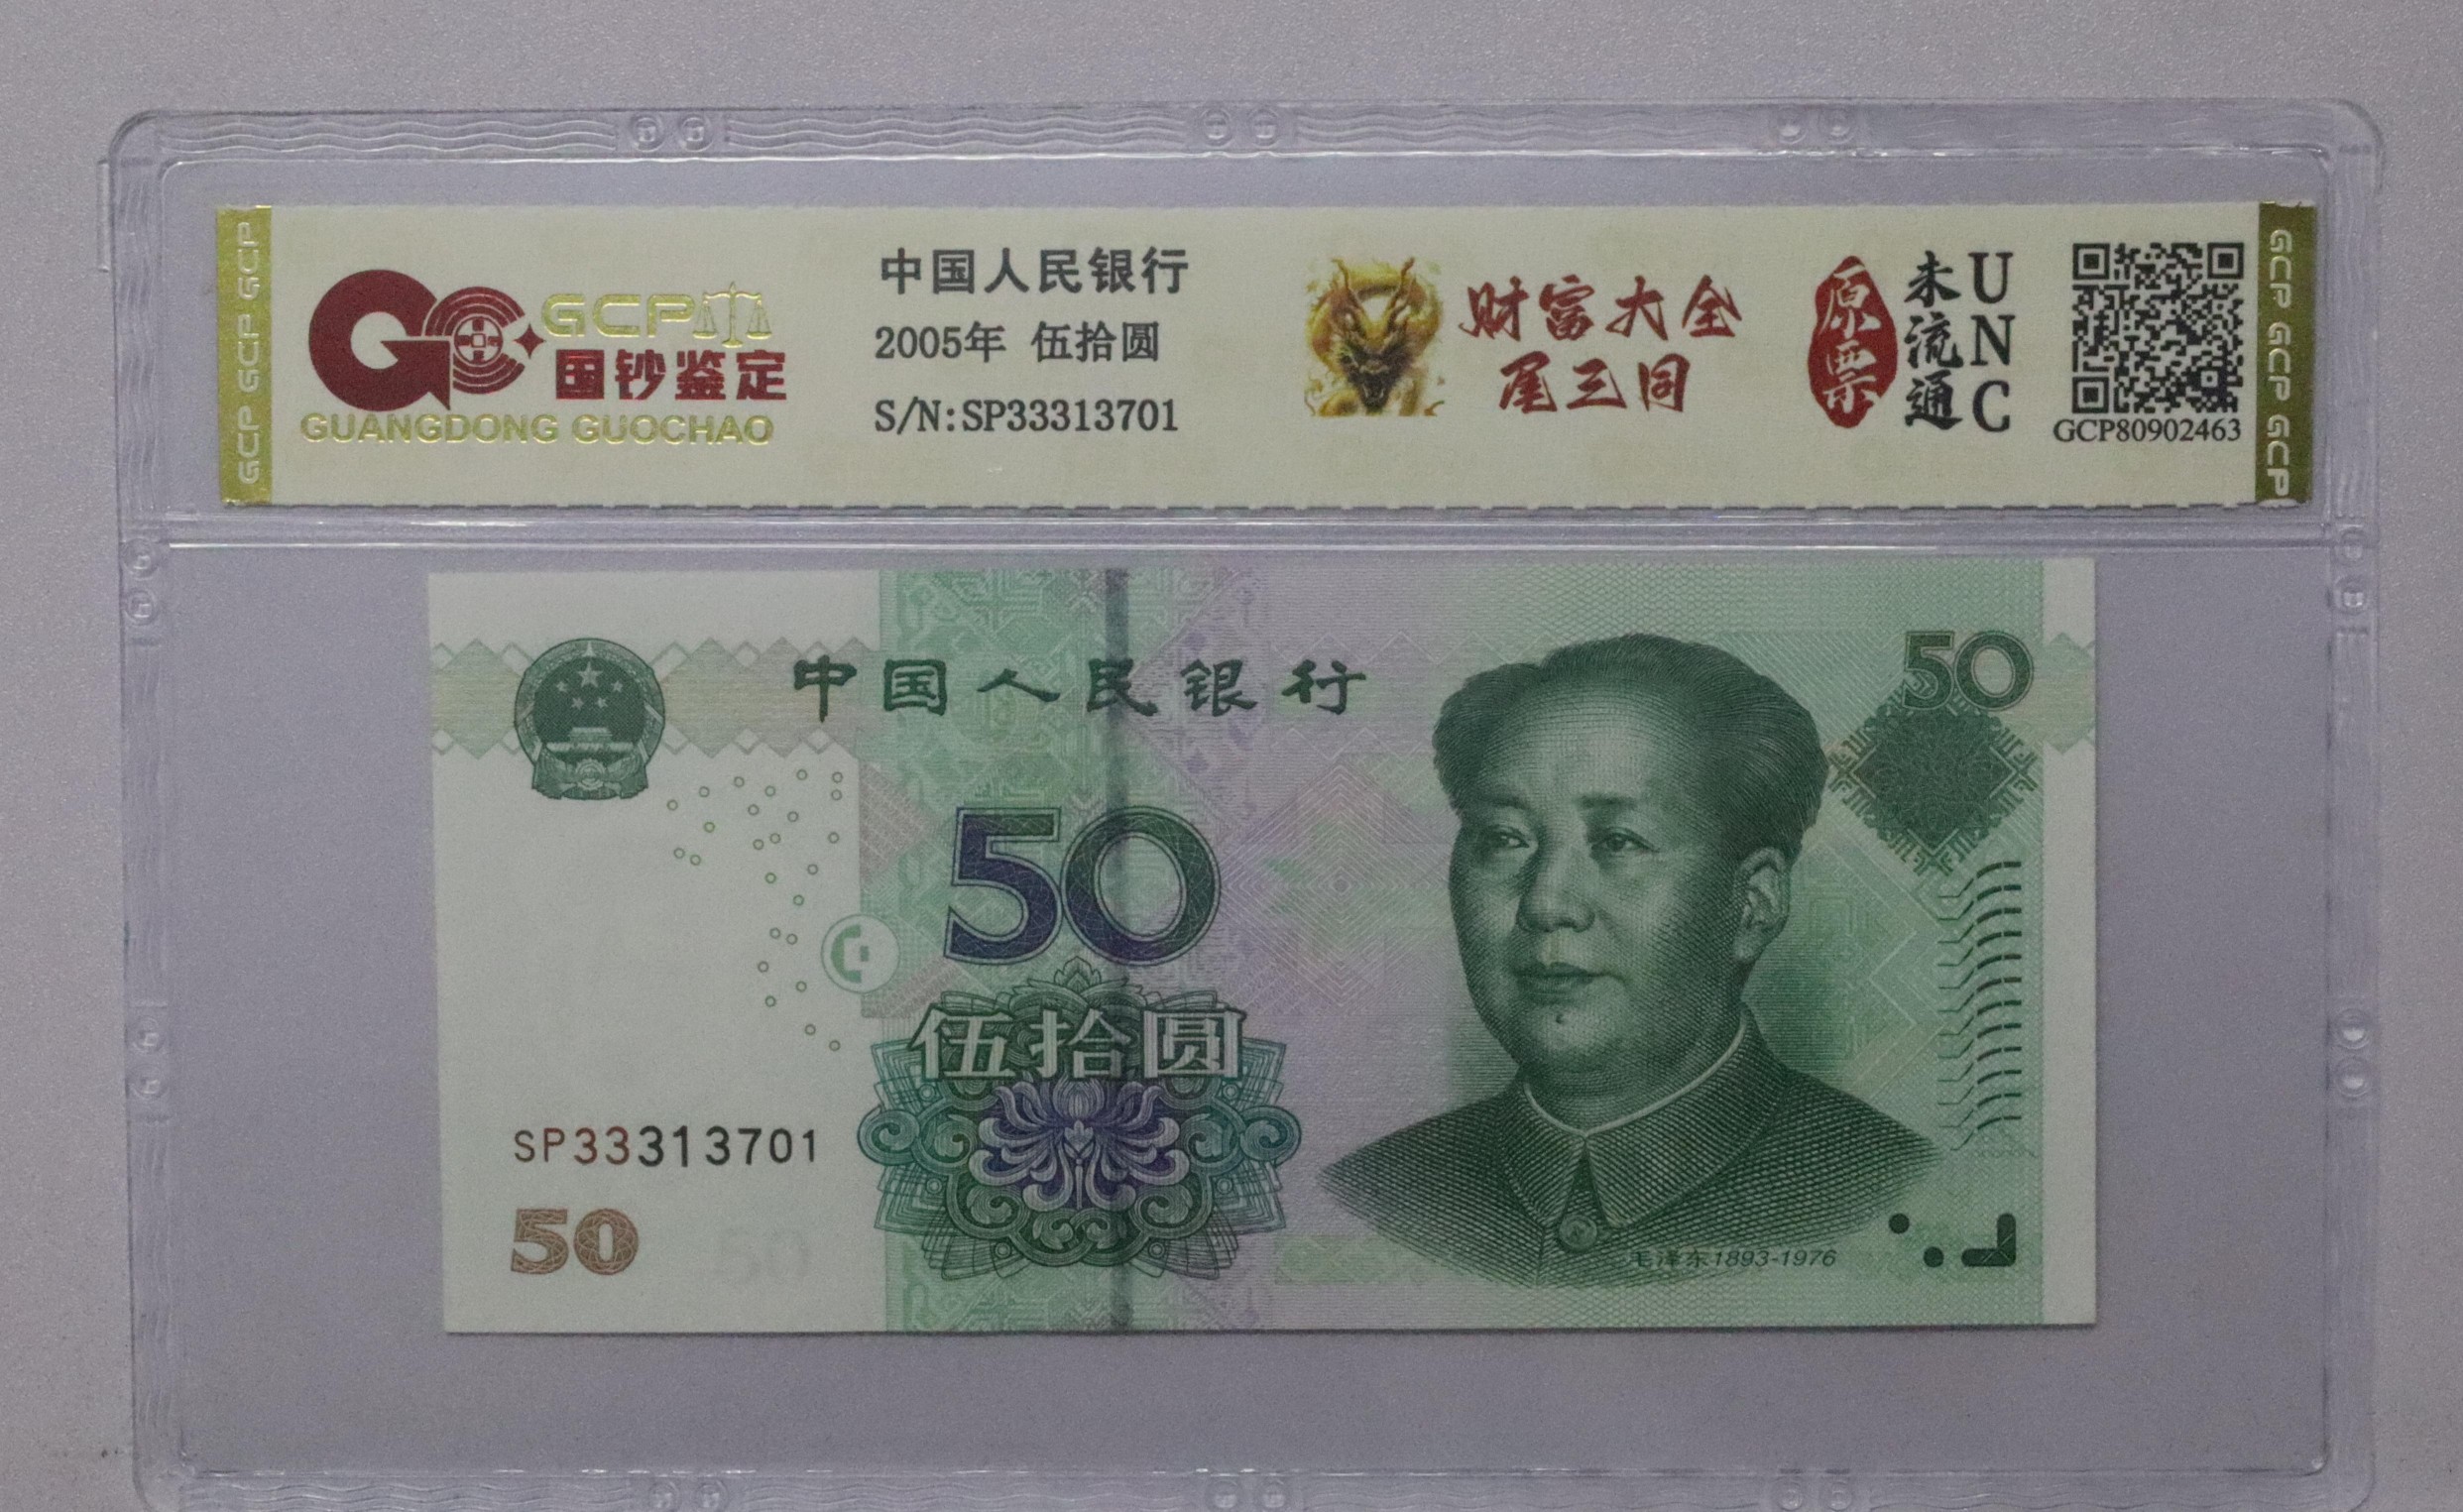 GCP GCP GCP
GCP
国钞鉴定
GUANGDONG GUOCHAO
中国人民银行
2005年 伍拾圆
S/N:SP33313701
财富大全
尾三同
原票
未流通
UNC
GCP80902463
GCP GCP GCP
中国人民银行
50
50
伍拾圆
SP33313701
50
50
毛泽东1893-1976